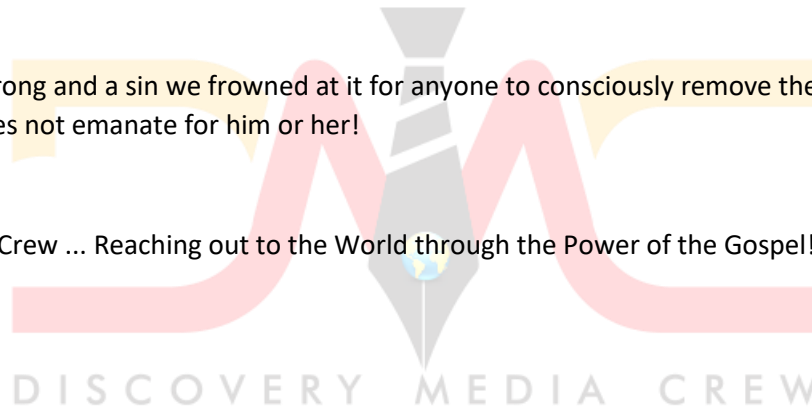 rong and a sin we frowned at it for anyone to consciously remove the
es not emanate for him or her!
Crew ... Reaching out to the World through the Power of the Gospel!
DMC
DISCOVERY MEDIA CREW